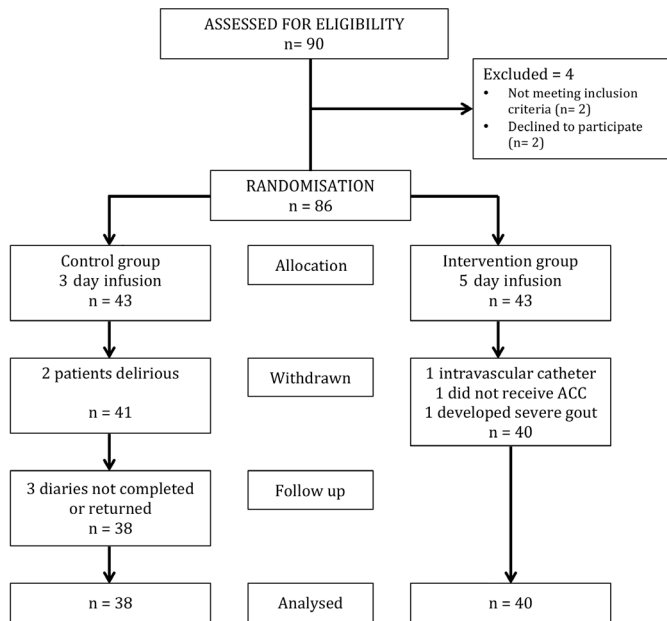 ASSESSED FOR ELIGIBILITY
n= 90
Excluded = 4
• Not meeting inclusion
criteria (n= 2)
• Declined to participate
(n= 2)
RANDOMISATION
n = 86
Control group
3 day infusion
n = 43
Allocation
Intervention group
5 day infusion
n = 43
2 patients delirious
n = 41
Withdrawn
1 intravascular catheter
1 did not receive ACC
1 developed severe gout
n = 40
3 diaries not completed
or returned
n = 38
Follow up
n = 38
Analysed
n = 40